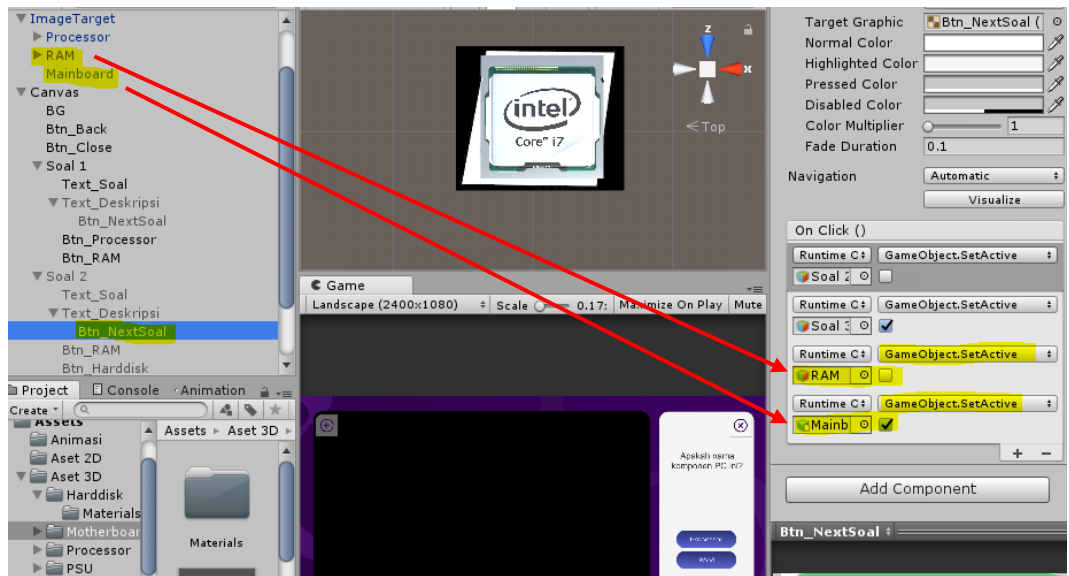 ImageTarget
Processor
RAM
Mainboard
Canvas
BG
Btn_Back
Btn_Close
Soal 1
Text_Soal
Text_Deskripsi
Btn_NextSoal
Btn_Processor
Btn_RAM
Soal 2
Text_Soal
Text_Deskripsi
Btn_NextSoal
Btn_RAM
Btn_Harddisk
Project
Console
Animation
Create
Assets
Animasi
Aset 2D
Aset 3D
Harddisk
Materials
Motherboar
Processor
PSU
Assets
Aset 3D
Materials
z
x
Top
intel
Core™ i7
Game
Landscape (2400x1080)
Scale
0.17:
Maximize On Play
Mute
Apakah nama
komponen PC ini?
Processor
RAM
Target Graphic
Btn_NextSoal (
Normal Color
Highlighted Color
Pressed Color
Disabled Color
Color Multiplier
1
Fade Duration
0.1
Navigation
Automatic
Visualize
On Click ()
Runtime C
GameObject.SetActive
Soal 2
Runtime C
GameObject.SetActive
Soal 3
Runtime C
GameObject.SetActive
RAM
Runtime C
GameObject.SetActive
Mainb
+ −
Add Component
Btn_NextSoal